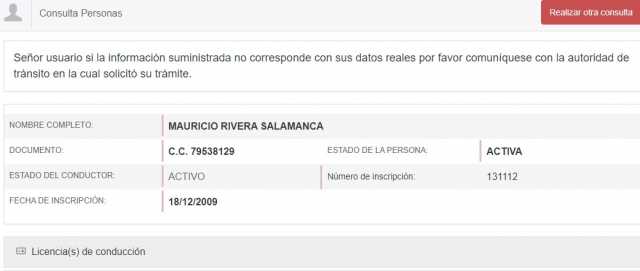 Consulta Personas
Realizar otra consulta
Señor usuario si la información suministrada no corresponde con sus datos reales por favor comuníquese con la autoridad de
tránsito en la cual solicitó su trámite.
NOMBRE COMPLETO: MAURICIO RIVERA SALAMANCA
DOCUMENTO: C.C. 79538129 ESTADO DE LA PERSONA: ACTIVA
ESTADO DEL CONDUCTOR: ACTIVO Número de inscripción: 131112
FECHA DE INSCRIPCIÓN: 18/12/2009
Licencia(s) de conducción